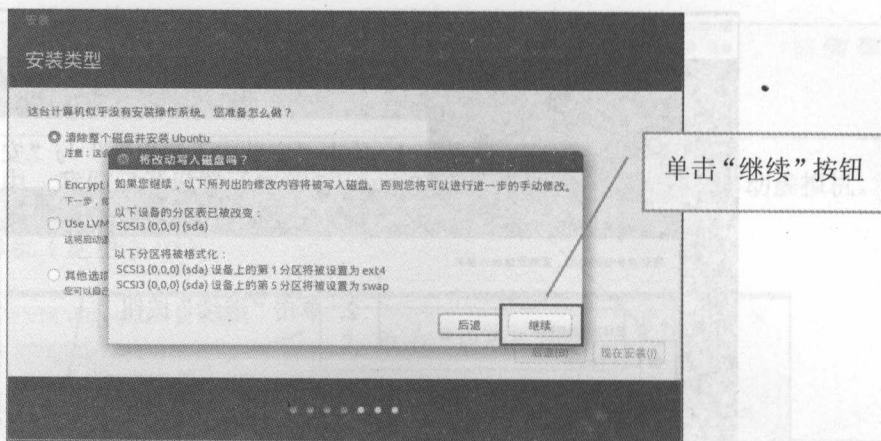 安装
安装类型
这台计算机似乎没有安装操作系统。您准备怎么做？
清除整个磁盘并安装 Ubuntu
注意：这会
将改动写入磁盘吗？
Encrypt
如果您继续，以下所列出的修改内容将被写入磁盘。否则您将可以进行进一步的手动修改。
下一步，
以下设备的分区表已被改变：
Use LVM
SCSI3 (0,0,0) (sda)
这将启动
以下分区将被格式化：
其他选项
SCSI3 (0,0,0) (sda) 设备上的第 1 分区将被设置为 ext4
您可以自己
SCSI3 (0,0,0) (sda) 设备上的第 5 分区将被设置为 swap
后退
继续
现在安装(I)
单击“继续”按钮